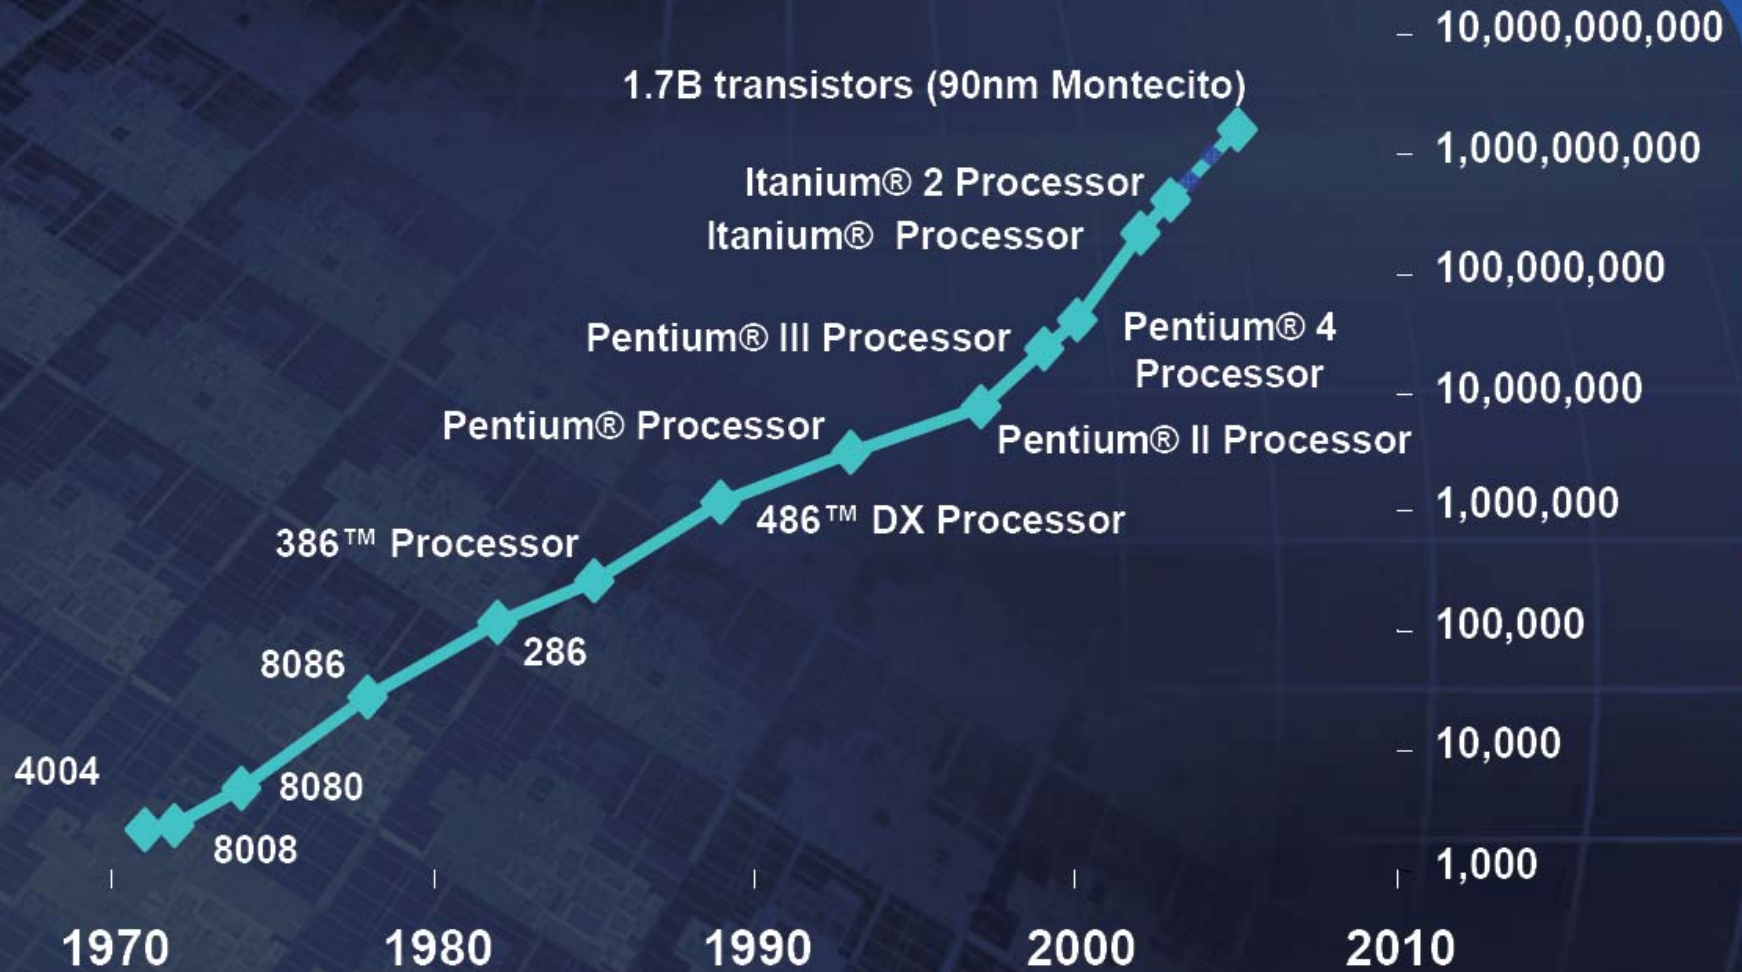 10,000,000,000
1.7B transistors (90nm Montecito)
1,000,000,000
Itanium® 2 Processor
Itanium® Processor
100,000,000
Pentium® III Processor
Pentium® 4
Processor
10,000,000
Pentium® Processor
Pentium® II Processor
1,000,000
486™ DX Processor
386™ Processor
100,000
286
8086
10,000
4004
8080
8008
1,000
1970
1980
1990
2000
2010